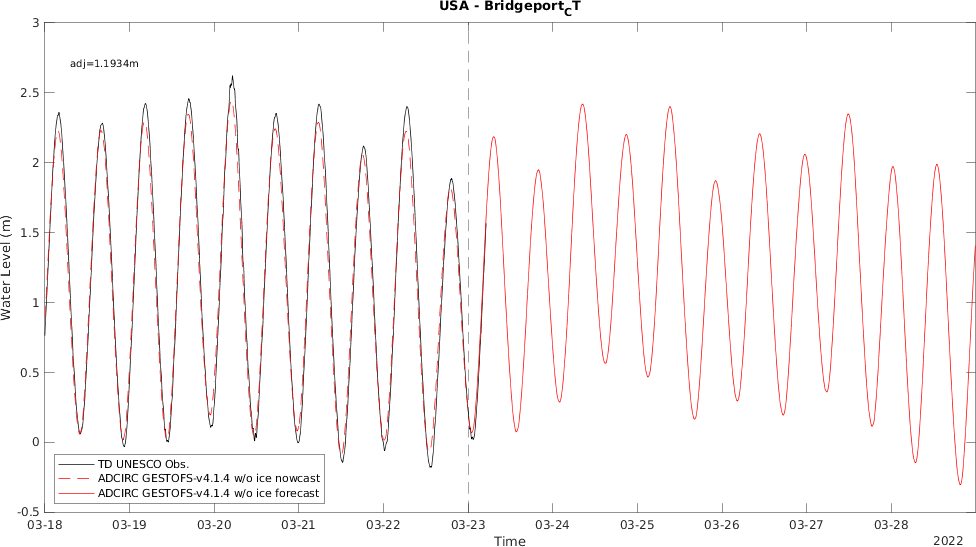 USA - BridgeportCT
adj=1.1934m
3
2.5
2
1.5
1
0.5
0
-0.5
Water Level (m)
TD UNESCO Obs.
ADCIRC GESTOFS-v4.1.4 w/o ice nowcast
ADCIRC GESTOFS-v4.1.4 w/o ice forecast
03-18 03-19 03-20 03-21 03-22 03-23 03-24 03-25 03-26 03-27 03-28
Time
2022